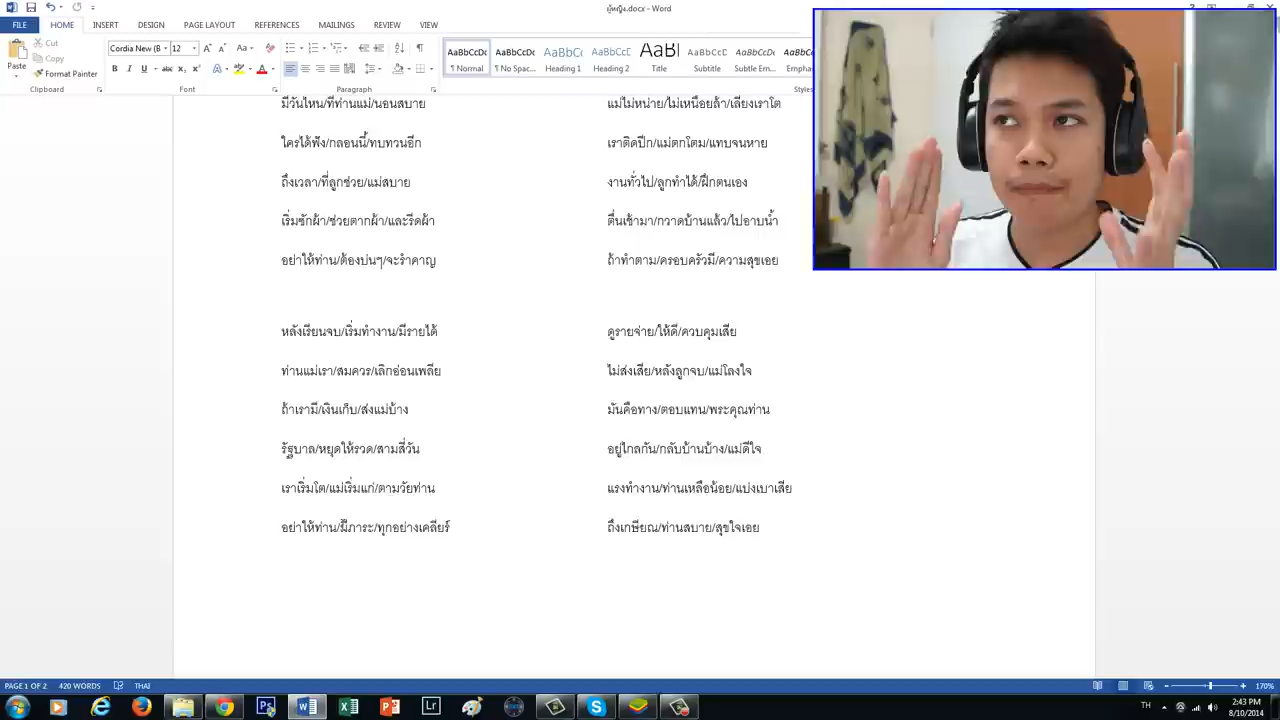 ผู้หญิง.docx - Word
FILE HOME INSERT DESIGN PAGE LAYOUT REFERENCES MAILINGS REVIEW VIEW
Cut
Copy
Format Painter
Paste
Cordia New (B 12
Clipboard Font Paragraph Styles
¶ Normal ¶ No Spac... Heading 1 Heading 2 Title Subtitle Subtle Em... Emphas
มีวันไหน/ที่ท่านแม่/นอนสบาย แม่ไม่หน่าย/ไม่เหนื่อยล้า/เลี้ยงเราโต
ใครได้ฟัง/กลอนนี้/ทบทวนอีก เราติดปีก/แม่ตกโตม/แทบจนหาย
ถึงเวลา/ที่ลูกช่วย/แม่สบาย งานทั่วไป/ลูกทำได้/ฝึกตนเอง
เริ่มซักผ้า/ช่วยตากผ้า/และรีดผ้า ตื่นเช้ามา/กวาดบ้านแล้ว/ไปอาบน้ำ
อย่าให้ท่าน/ต้องบ่นๆ/จะรำคาญ ถ้าทำตาม/ครอบครัวมี/ความสุขเอย
หลังเรียนจบ/เริ่มทำงาน/มีรายได้ ดูรายจ่าย/ให้ดี/ควบคุมเสีย
ท่านแม่เรา/สมควร/เลิกอ่อนเพลีย ไม่ส่งเสีย/หลังลูกจบ/แม่โลงใจ
ถ้าเรามี/เงินเก็บ/ส่งแม่บ้าง มันคือทาง/ตอบแทน/พระคุณท่าน
รัฐบาล/หยุดให้รวด/สามสี่วัน อยู่ไกลกัน/กลับบ้านบ้าง/แม่ดีใจ
เราเริ่มโต/แม่เริ่มแก่/ตามวัยท่าน แรงทำงาน/ท่านเหลือน้อย/แบ่งเบาเสีย
อย่าให้ท่าน/มีภาระ/ทุกอย่างเคลียร์ ถึงเกษียณ/ท่านสบาย/สุขใจเอย
PAGE 1 OF 2 420 WORDS THAI 170%
TH 2:43 PM
8/10/2014